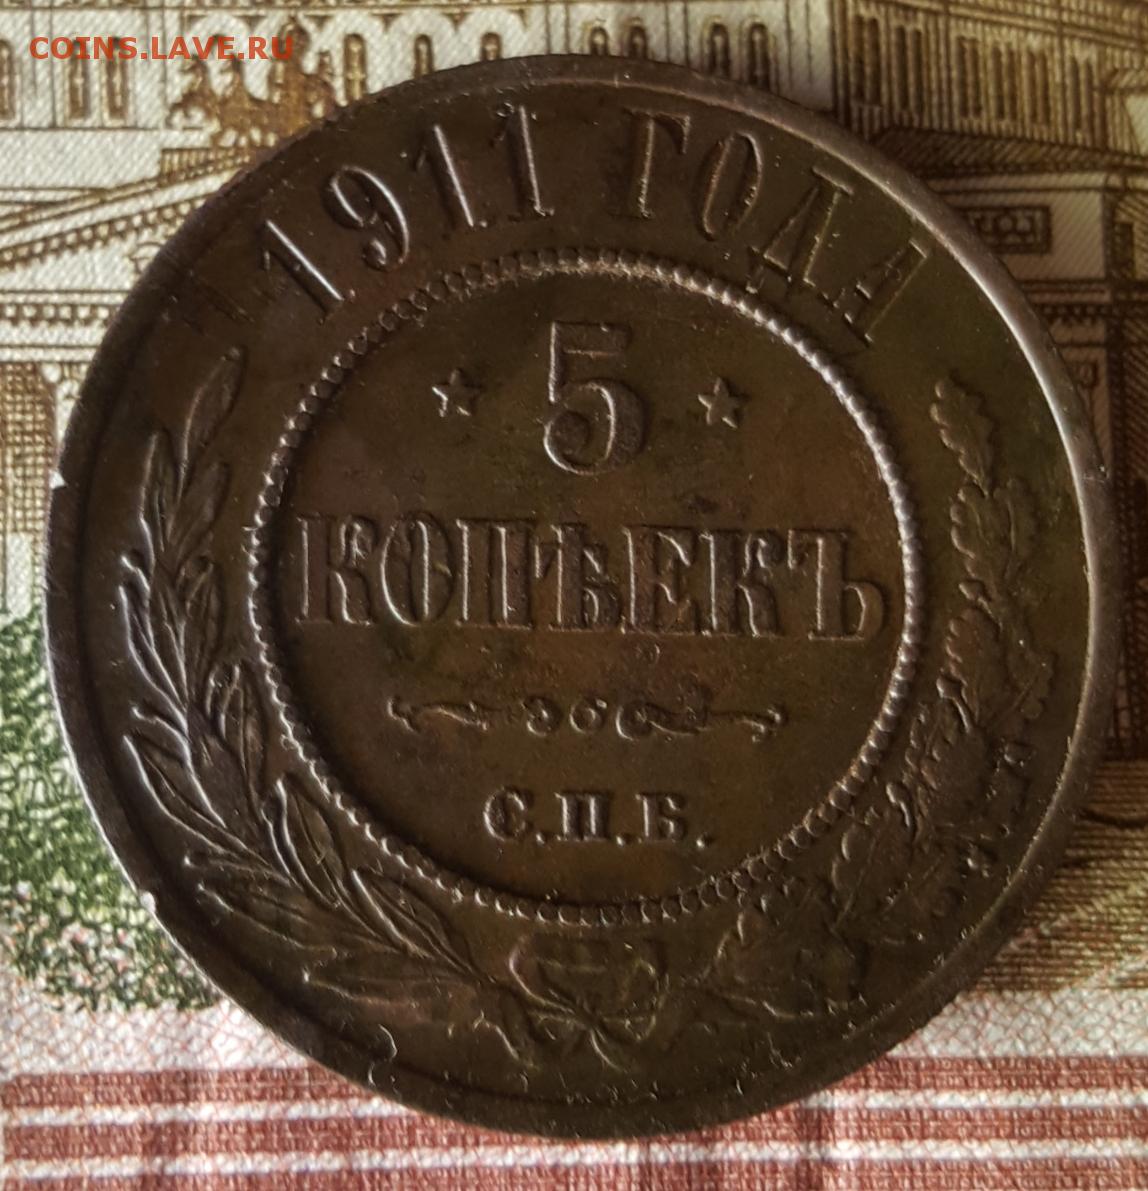 COINS.LAVE.RU
1911 ГОДА
5
КОПѢЕКЪ
С.П.Б.